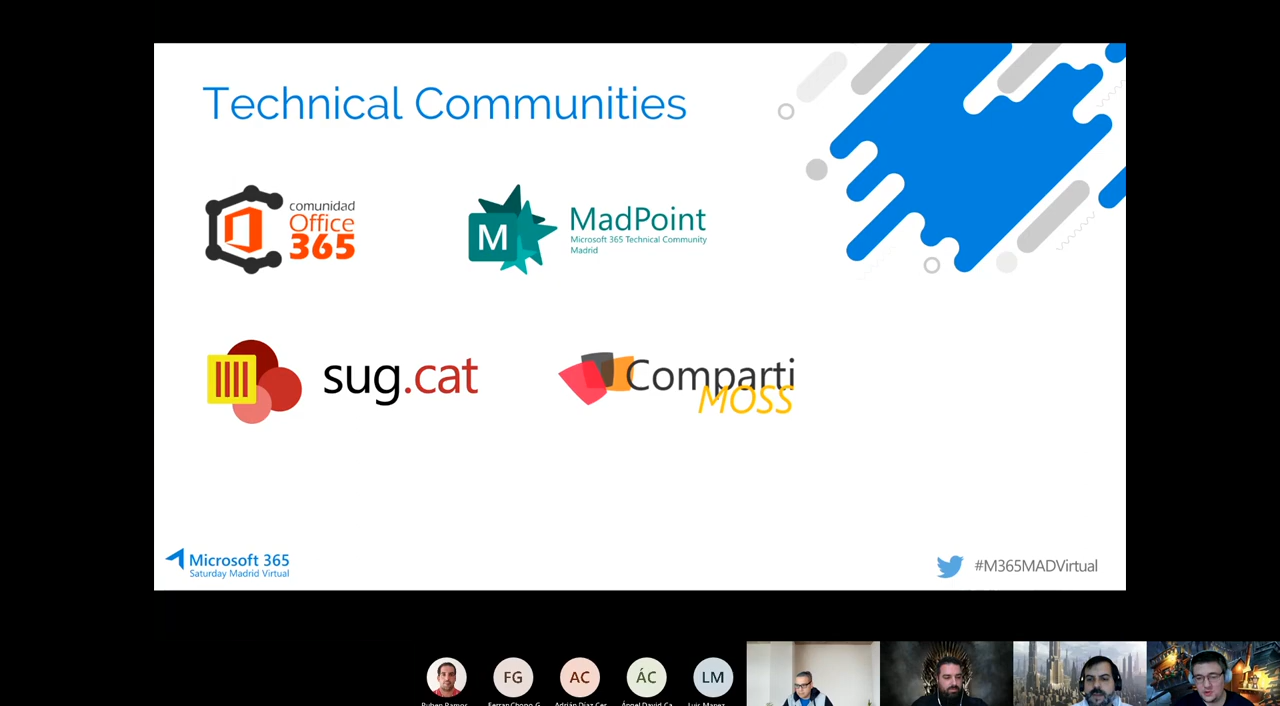 Technical Communities
comunidad
Office
365
M
MadPoint
Microsoft 365 Technical Community
Madrid
sug.cat
Comparti
MOSS
Microsoft 365
Saturday Madrid Virtual
#M365MADVirtual
FG
AC
ÁC
LM